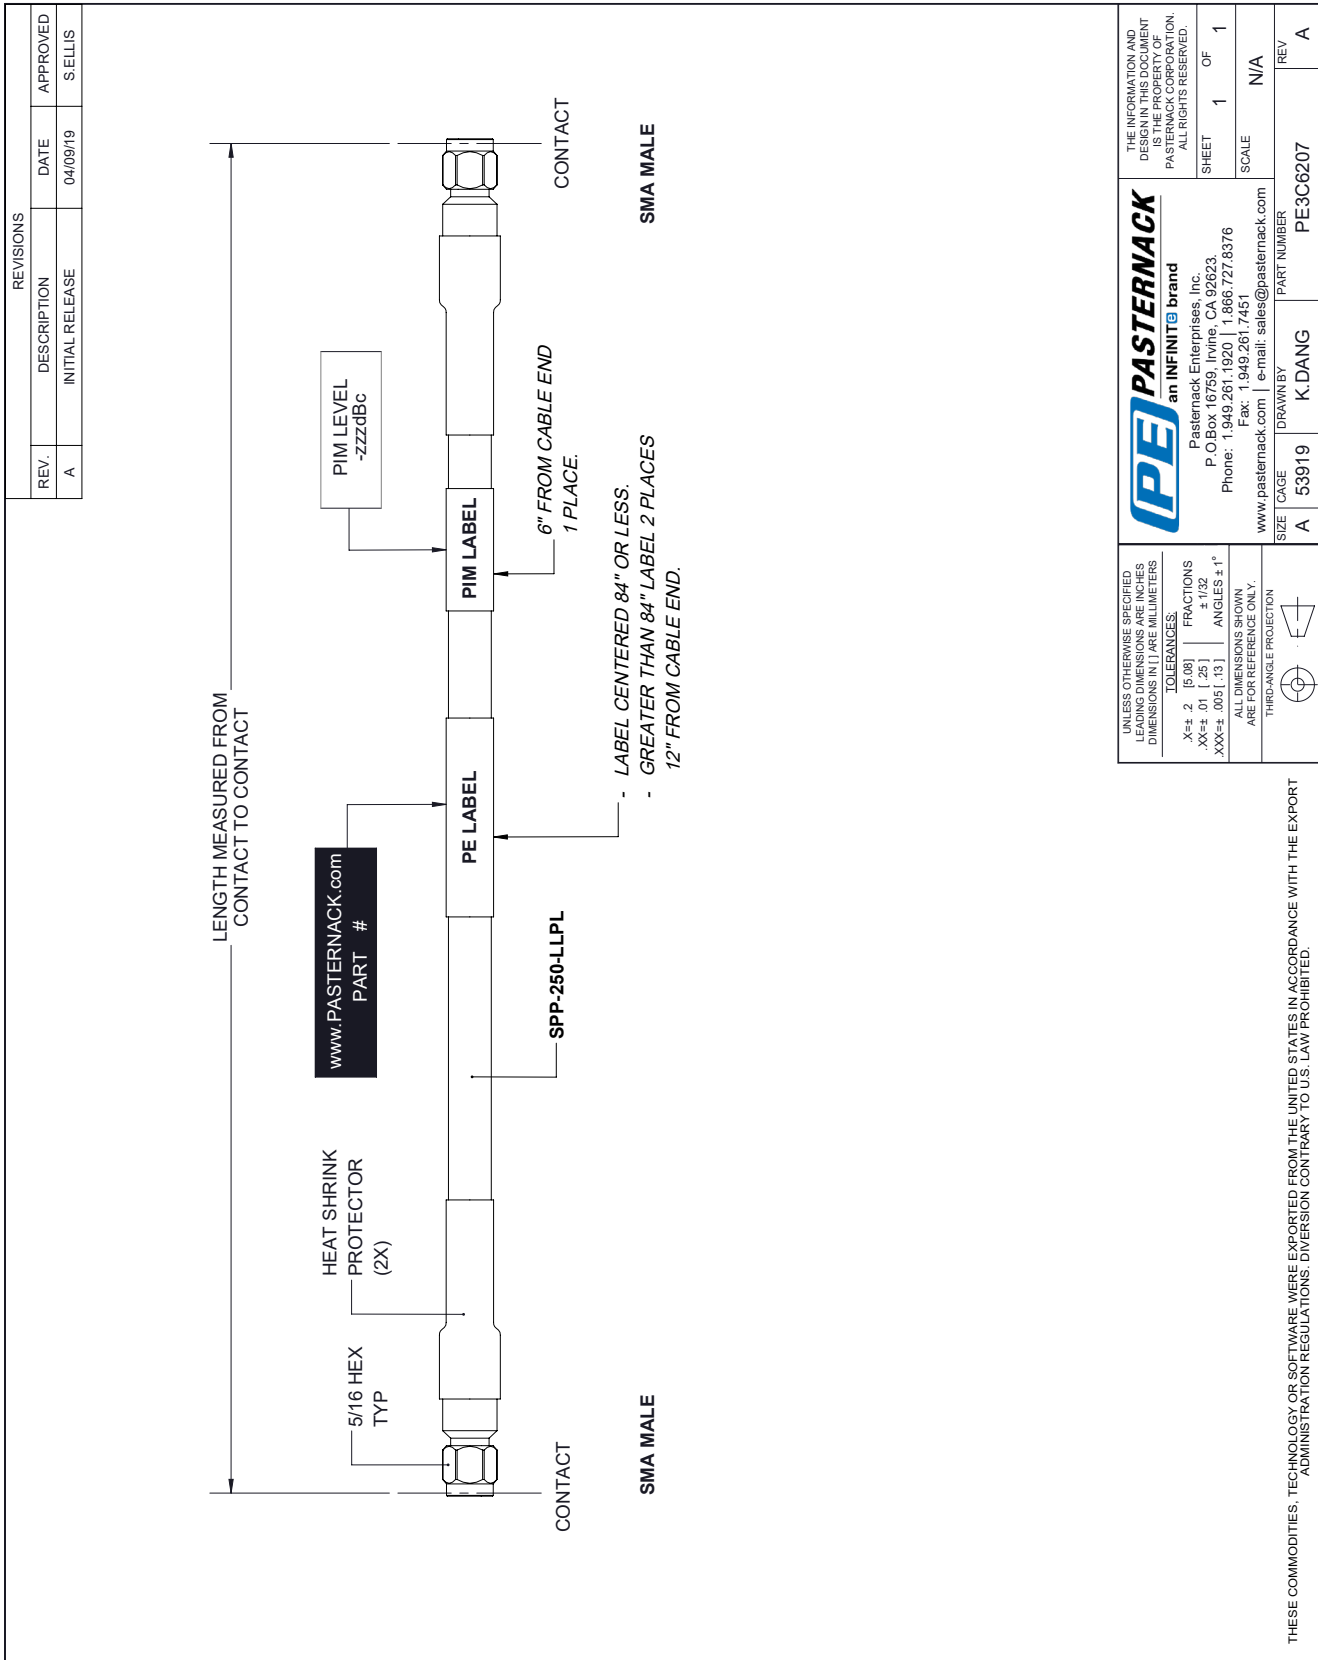 REVISIONS
REV. DESCRIPTION DATE APPROVED
A INITIAL RELEASE 04/09/19 S.ELLIS
LENGTH MEASURED FROM
CONTACT TO CONTACT
5/16 HEX
TYP
HEAT SHRINK
PROTECTOR
(2X)
www.PASTERNACK.com
PART #
PIM LEVEL
-zzzdBc
PE LABEL
PIM LABEL
CONTACT
SPP-250-LLPL
6" FROM CABLE END
1 PLACE.
CONTACT
- LABEL CENTERED 84" OR LESS.
- GREATER THAN 84" LABEL 2 PLACES
12" FROM CABLE END.
SMA MALE
SMA MALE
UNLESS OTHERWISE SPECIFIED
LEADING DIMENSIONS ARE INCHES
DIMENSIONS IN [ ] ARE MILLIMETERS
TOLERANCES:
.X=± .2 [5.08] FRACTIONS
.XX=± .01 [ .25 ] ± 1/32
.XXX=± .005 [ .13 ] ANGLES ± 1°
ALL DIMENSIONS SHOWN
ARE FOR REFERENCE ONLY.
THIRD-ANGLE PROJECTION
PE PASTERNACK
an INFINITe brand
Pasternack Enterprises, Inc.
P.O.Box 16759, Irvine, CA 92623.
Phone: 1.949.261.1920 | 1.866.727.8376
Fax: 1.949.261.7451
www.pasternack.com | e-mail: sales@pasternack.com
THE INFORMATION AND
DESIGN IN THIS DOCUMENT
IS THE PROPERTY OF
PASTERNACK CORPORATION.
ALL RIGHTS RESERVED.
SHEET 1 OF 1
SCALE N/A
SIZE A
CAGE 53919
DRAWN BY K.DANG
PART NUMBER PE3C6207
REV A
THESE COMMODITIES, TECHNOLOGY OR SOFTWARE WERE EXPORTED FROM THE UNITED STATES IN ACCORDANCE WITH THE EXPORT
ADMINISTRATION REGULATIONS. DIVERSION CONTRARY TO U.S. LAW PROHIBITED.